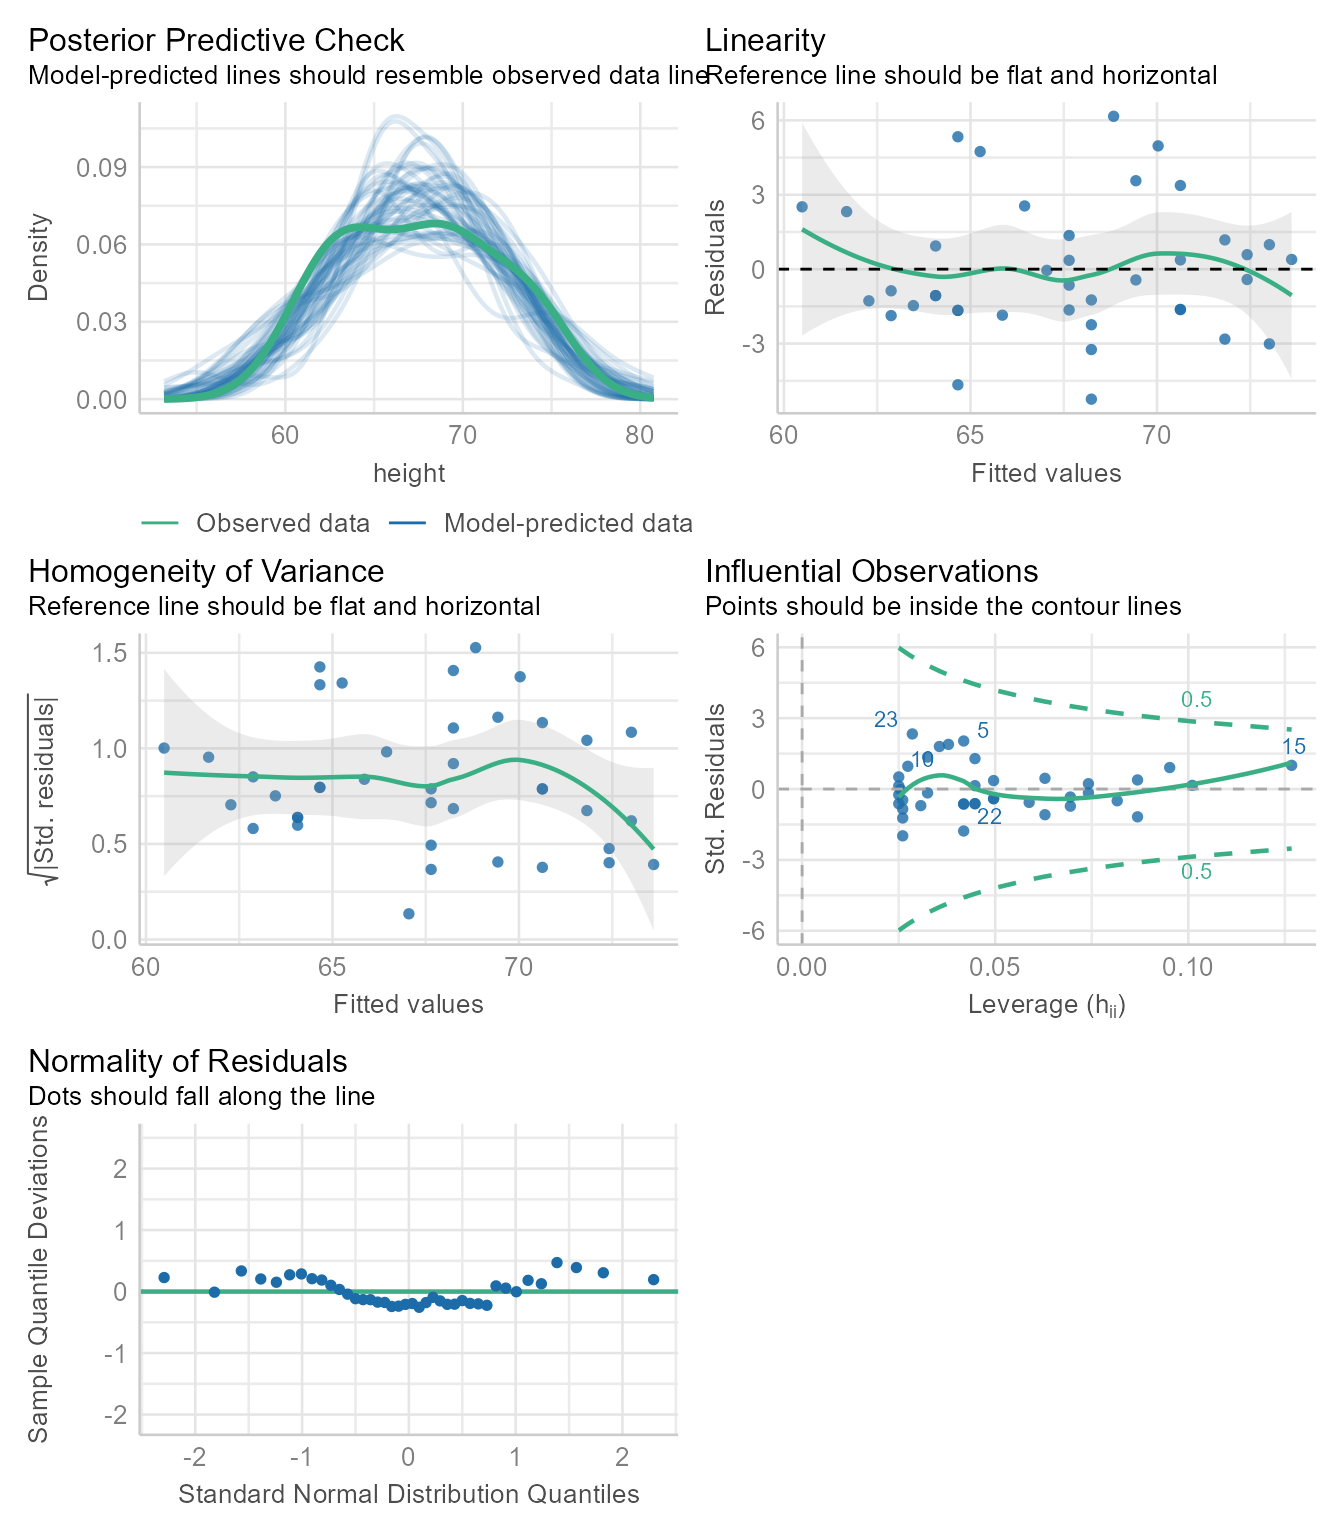 Posterior Predictive Check
Model-predicted lines should resemble observed data line
0.09
0.06
0.03
0.00
Density
60
70
80
height
Observed data
Model-predicted data
Linearity
Reference line should be flat and horizontal
6
3
0
-3
Residuals
60
65
70
Fitted values
Homogeneity of Variance
Reference line should be flat and horizontal
1.5
1.0
0.5
0.0
√|Std. residuals|
60
65
70
Fitted values
Influential Observations
Points should be inside the contour lines
6
3
0
-3
-6
Std. Residuals
0.5
23
5
10
15
22
0.5
0.00
0.05
0.10
Leverage (hii)
Normality of Residuals
Dots should fall along the line
2
1
0
-1
-2
Sample Quantile Deviations
-2
-1
0
1
2
Standard Normal Distribution Quantiles